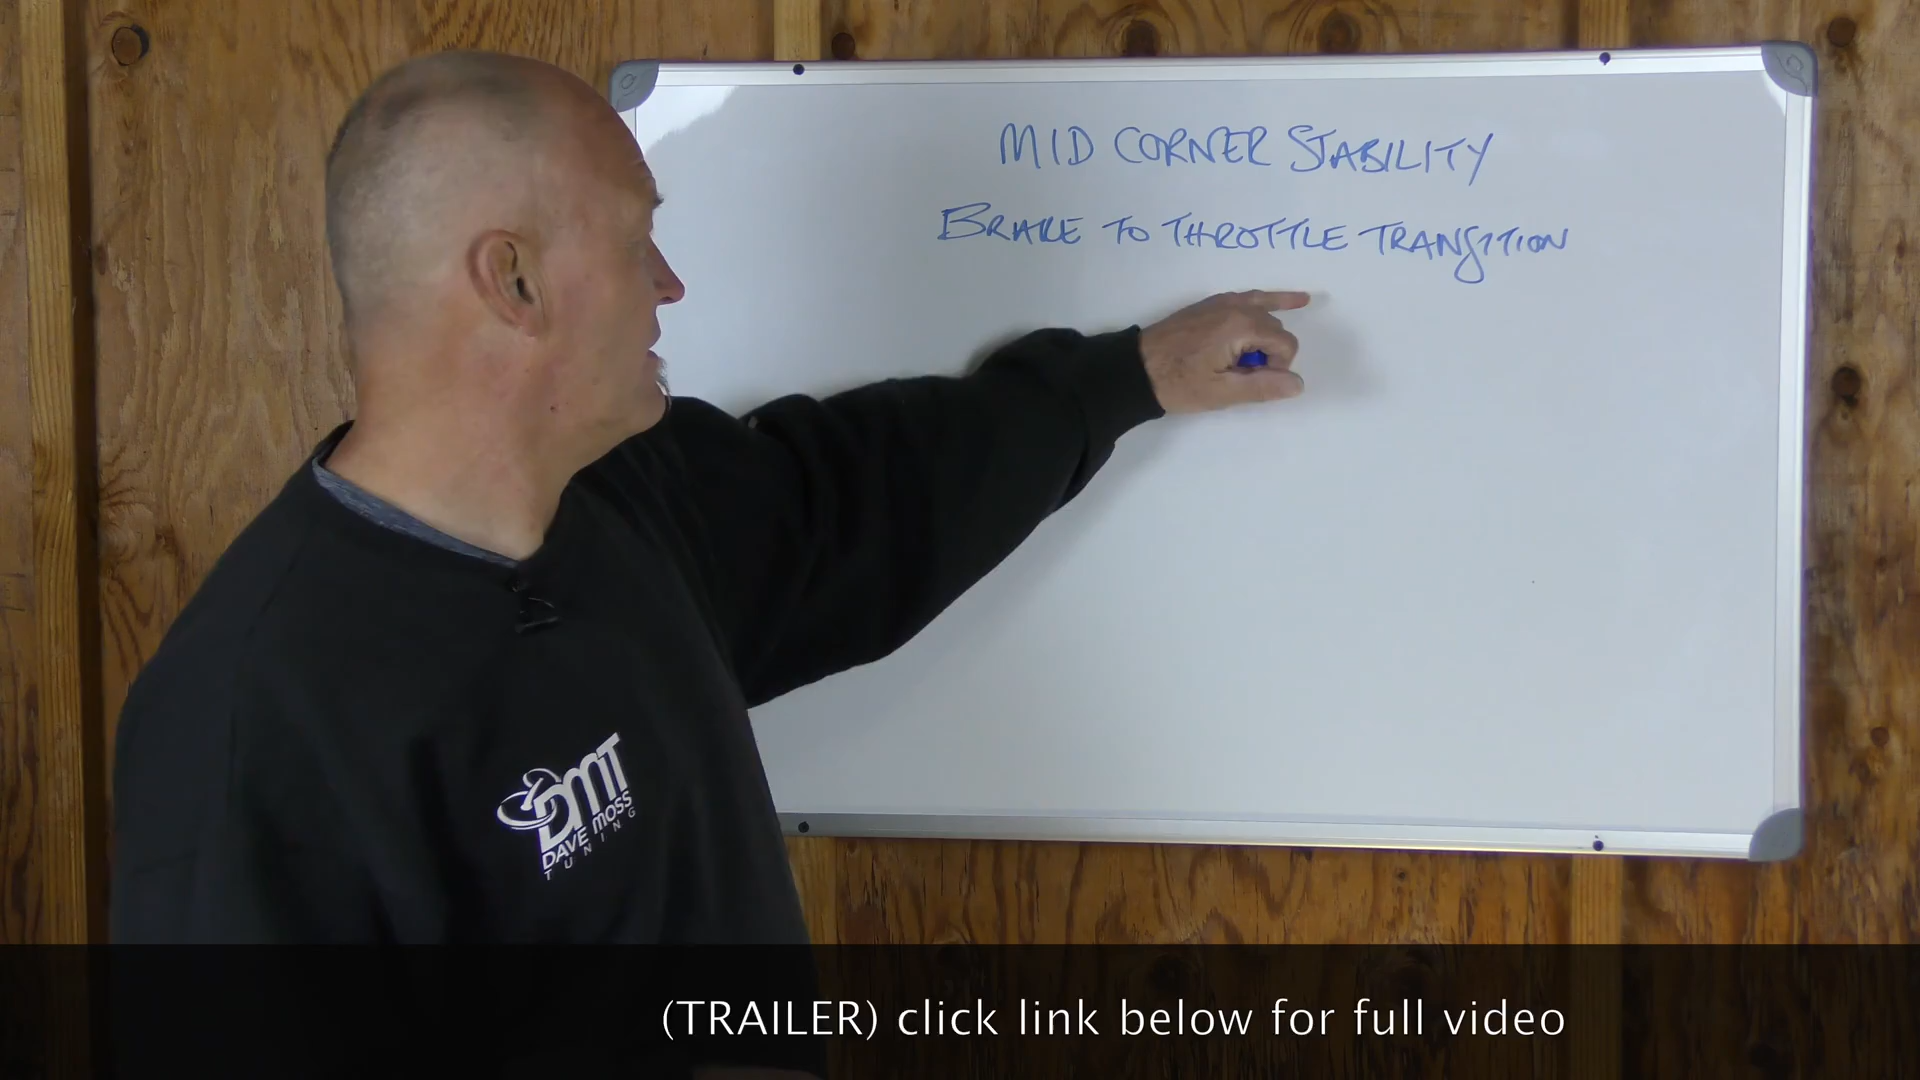 MID CORNER STABILITY
BRAKE TO THROTTLE TRANSITION
DMT
DAVE MOSS
TUNING
(TRAILER) click link below for full video